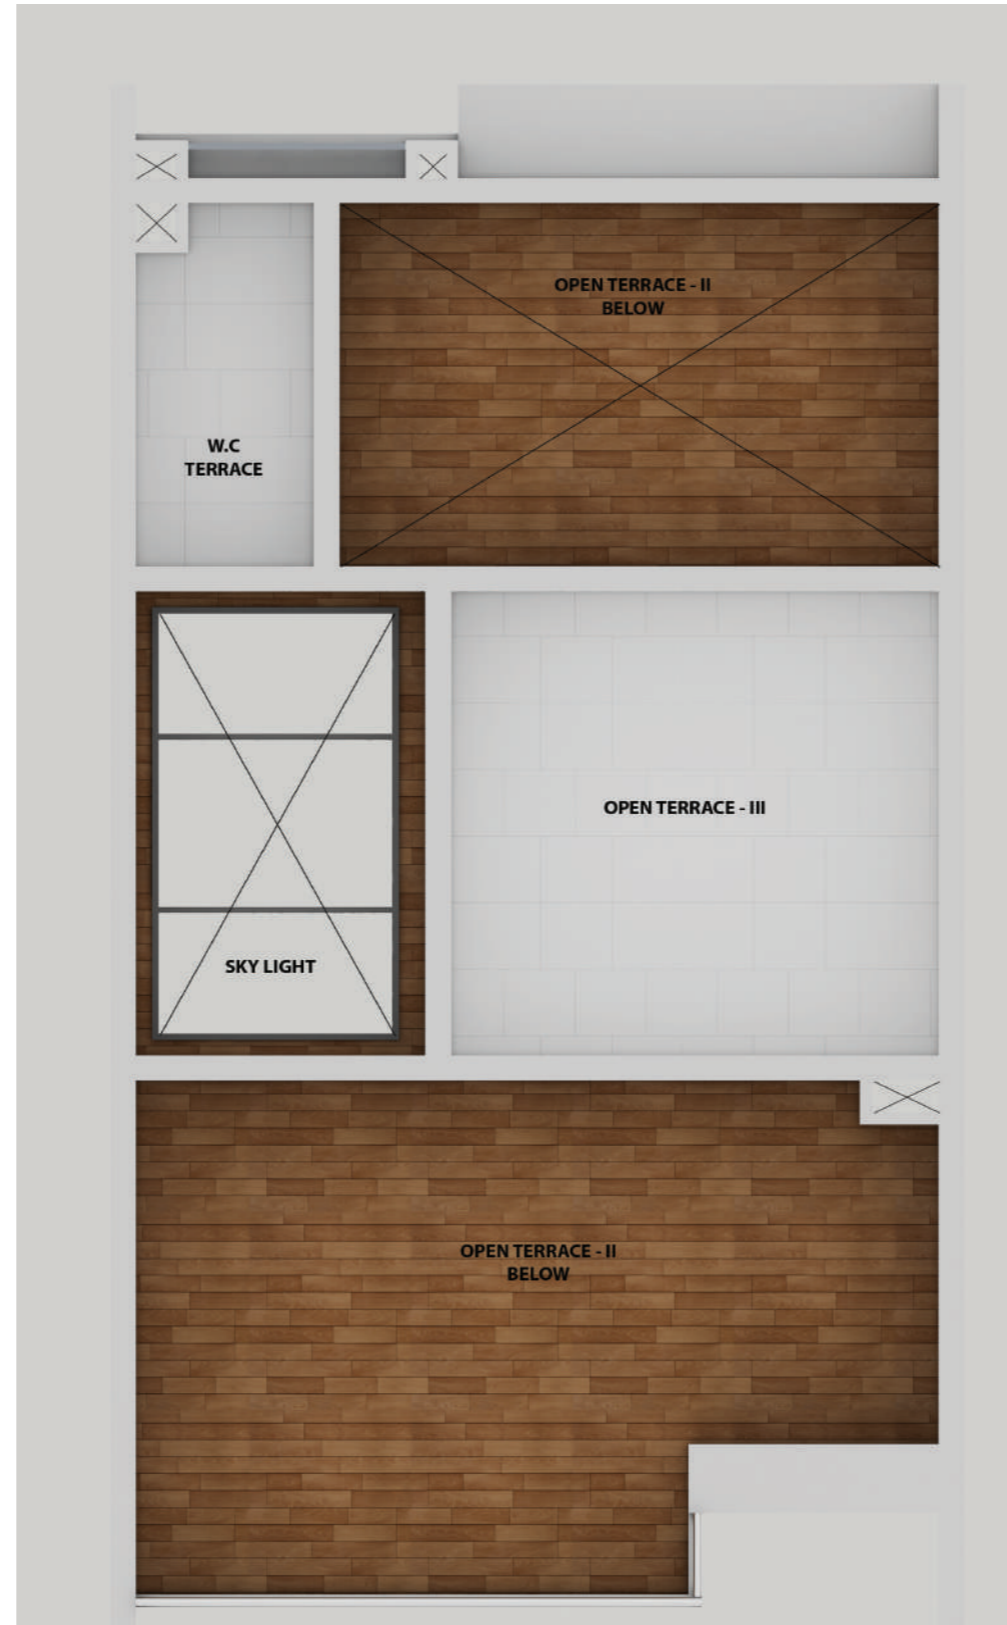 OPEN TERRACE - II
BELOW
W.C
TERRACE
OPEN TERRACE - III
SKY LIGHT
OPEN TERRACE - II
BELOW